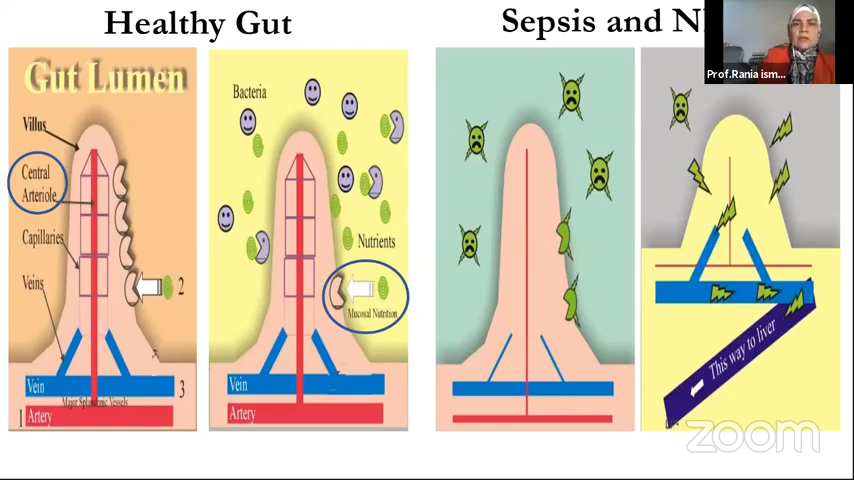 Healthy Gut
Sepsis and N
Prof.Rania ism...
Gut Lumen
Villus
Central
Arteriole
Capillaries
Veins
2
Vein
3
Major Splanchnic Vessels
1 Artery
Bacteria
Nutrients
Mucosal Nutrition
Vein
Artery
This way to liver
zoom